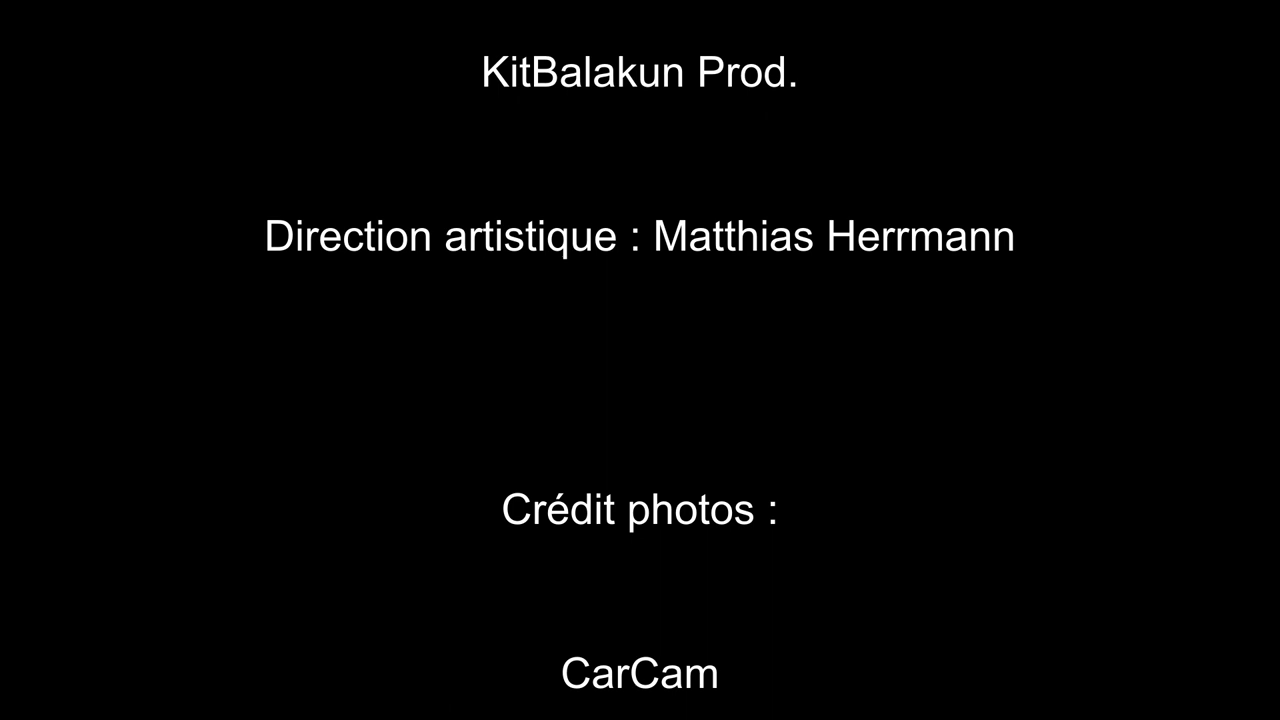 KitBalakun Prod.
Direction artistique : Matthias Herrmann
Crédit photos :
CarCam